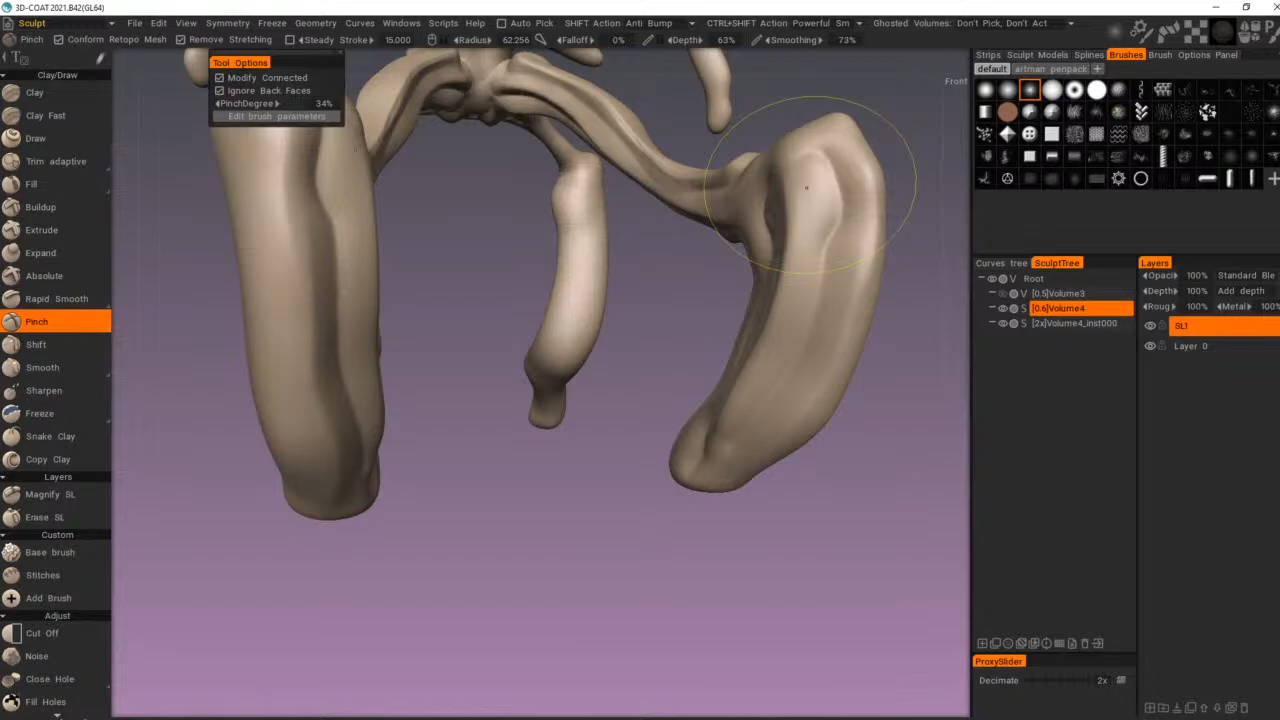 3D-COAT 2021.B42(GL64)
Sculpt File Edit View Symmetry Freeze Geometry Curves Windows Scripts Help Auto Pick SHIFT Action Anti Bump CTRL+SHIFT Action Powerful Sm Ghosted Volumes: Don't Pick, Don't Act
Pinch Conform Retopo Mesh Remove Stretching Steady Stroke 15.000 Radius 62.256 Falloff 0% Depth 63% Smoothing 73%
Tool Options
Modify Connected
Ignore Back Faces
PinchDegree 34%
Edit brush parameters
Clay/Draw
Clay
Clay Fast
Draw
Trim adaptive
Fill
Buildup
Extrude
Expand
Absolute
Rapid Smooth
Pinch
Shift
Smooth
Sharpen
Freeze
Snake Clay
Copy Clay
Layers
Magnify SL
Erase SL
Custom
Base brush
Stitches
Add Brush
Adjust
Cut Off
Noise
Close Hole
Fill Holes
Front
Strips Sculpt Models Splines Brushes Brush Options Panel
default artman penpack
Curves tree SculptTree
Root
[0.5]Volume3
[0.6]Volume4
[2x]Volume4_inst000
Layers
Opaci 100% Standard Ble
Depth 100% Add depth
Roug 100% Metal 100%
SL1
Layer 0
ProxySlider
Decimate 2x